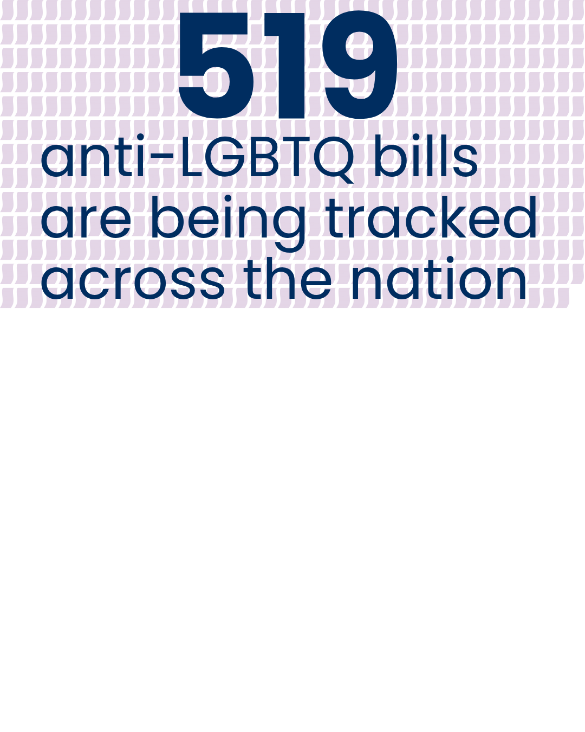 519
anti-LGBTQ bills
are being tracked
across the nation